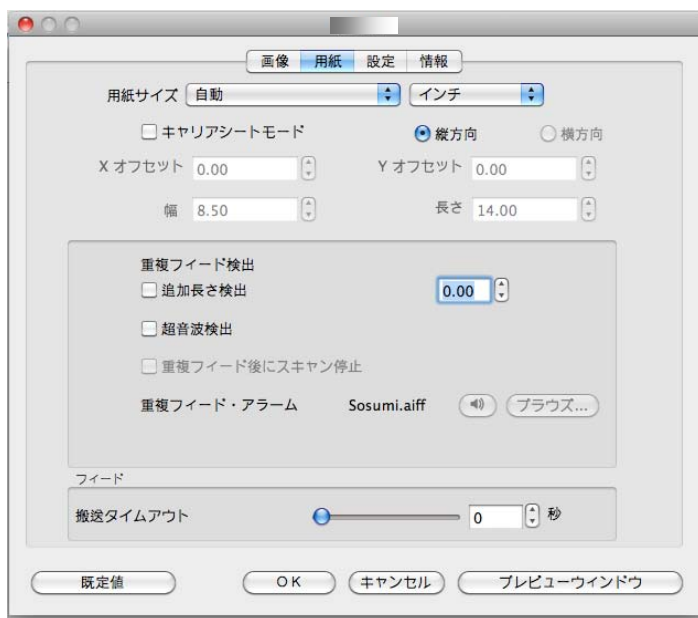 画像 用紙 設定 情報
用紙サイズ 自動 インチ
キャリアシートモード 縦方向 横方向
X オフセット 0.00 Y オフセット 0.00
幅 8.50 長さ 14.00
重複フィード検出
追加長さ検出 0.00
超音波検出
重複フィード後にスキャン停止
重複フィード・アラーム Sosumi.aiff ブラウズ...
フィード
搬送タイムアウト 0 秒
既定値 OK キャンセル プレビューウィンドウ